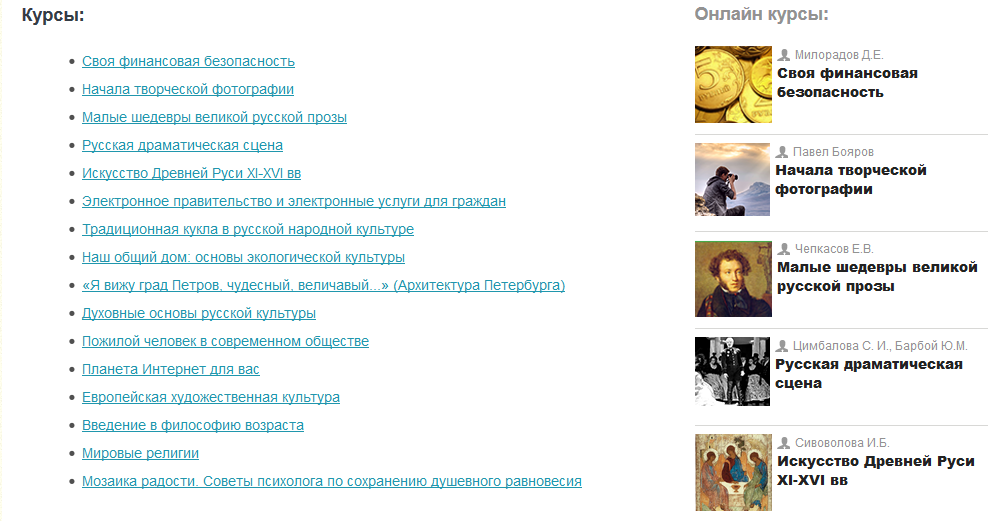 Курсы:
Своя финансовая безопасность
Начала творческой фотографии
Малые шедевры великой русской прозы
Русская драматическая сцена
Искусство Древней Руси XI-XVI вв
Электронное правительство и электронные услуги для граждан
Традиционная кукла в русской народной культуре
Наш общий дом: основы экологической культуры
«Я вижу град Петров, чудесный, величавый...» (Архитектура Петербурга)
Духовные основы русской культуры
Пожилой человек в современном обществе
Планета Интернет для вас
Европейская художественная культура
Введение в философию возраста
Мировые религии
Мозаика радости. Советы психолога по сохранению душевного равновесия
Онлайн курсы:
Милорадов Д.Е.
Своя финансовая
безопасность
Павел Бояров
Начала творческой
фотографии
Чепкасов Е.В.
Малые шедевры великой
русской прозы
Цимбалова С. И., Барбой Ю.М.
Русская драматическая
сцена
Сивоволова И.Б.
Искусство Древней Руси
XI-XVI вв